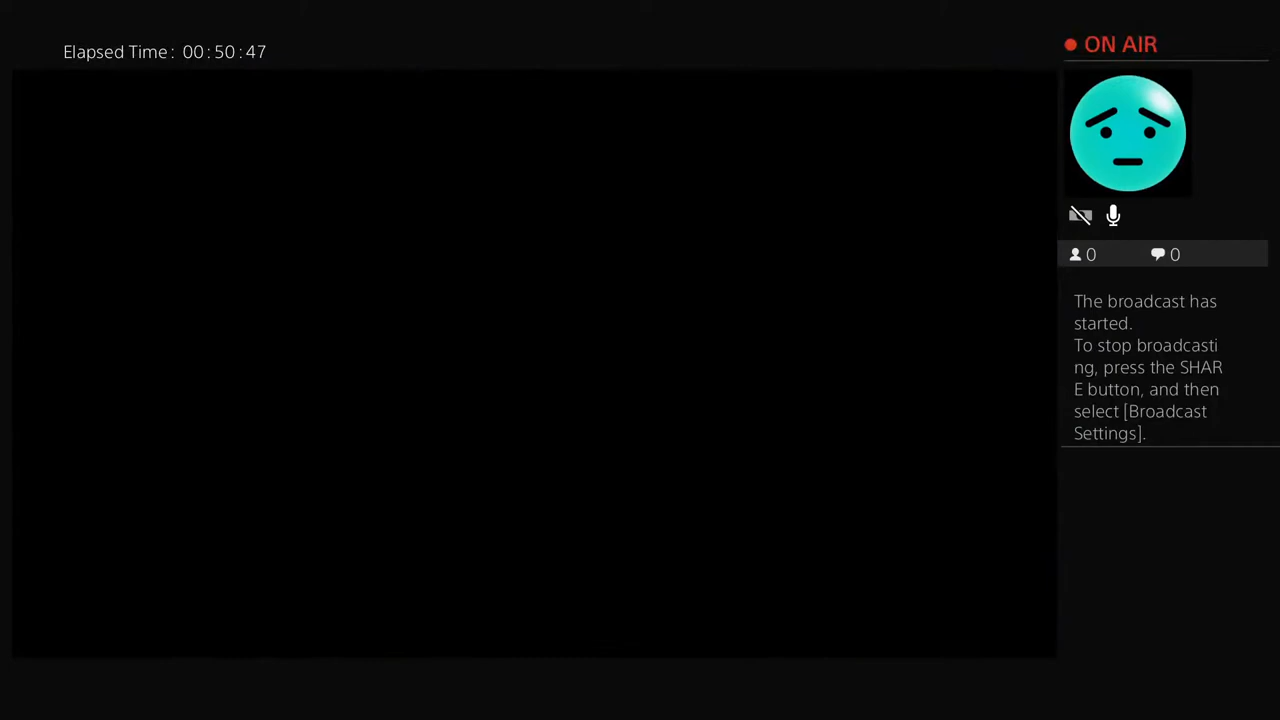 Elapsed Time: 00:50:47
ON AIR
0 0
The broadcast has
started.
To stop broadcasti
ng, press the SHAR
E button, and then
select [Broadcast
Settings].